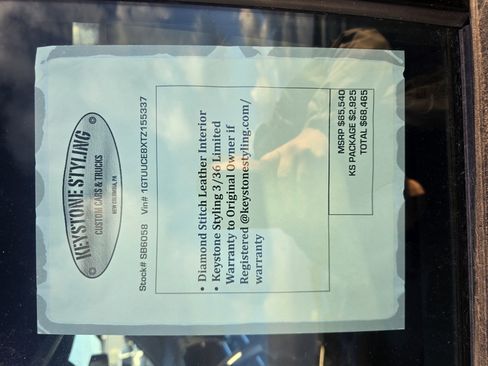 KEYSTONE STYLING
CUSTOM CARS & TRUCKS
NEW COLUMBIA, PA
Stock# SB6058 Vin# 1GTUUCEBXTZ155337
• Diamond Stitch Leather Interior
• Keystone Styling 3/36 Limited
Warranty to Original Owner if
Registered @keystonestyling.com/
warranty
MSRP $65,540
KS PACKAGE $2,925
TOTAL $68,465